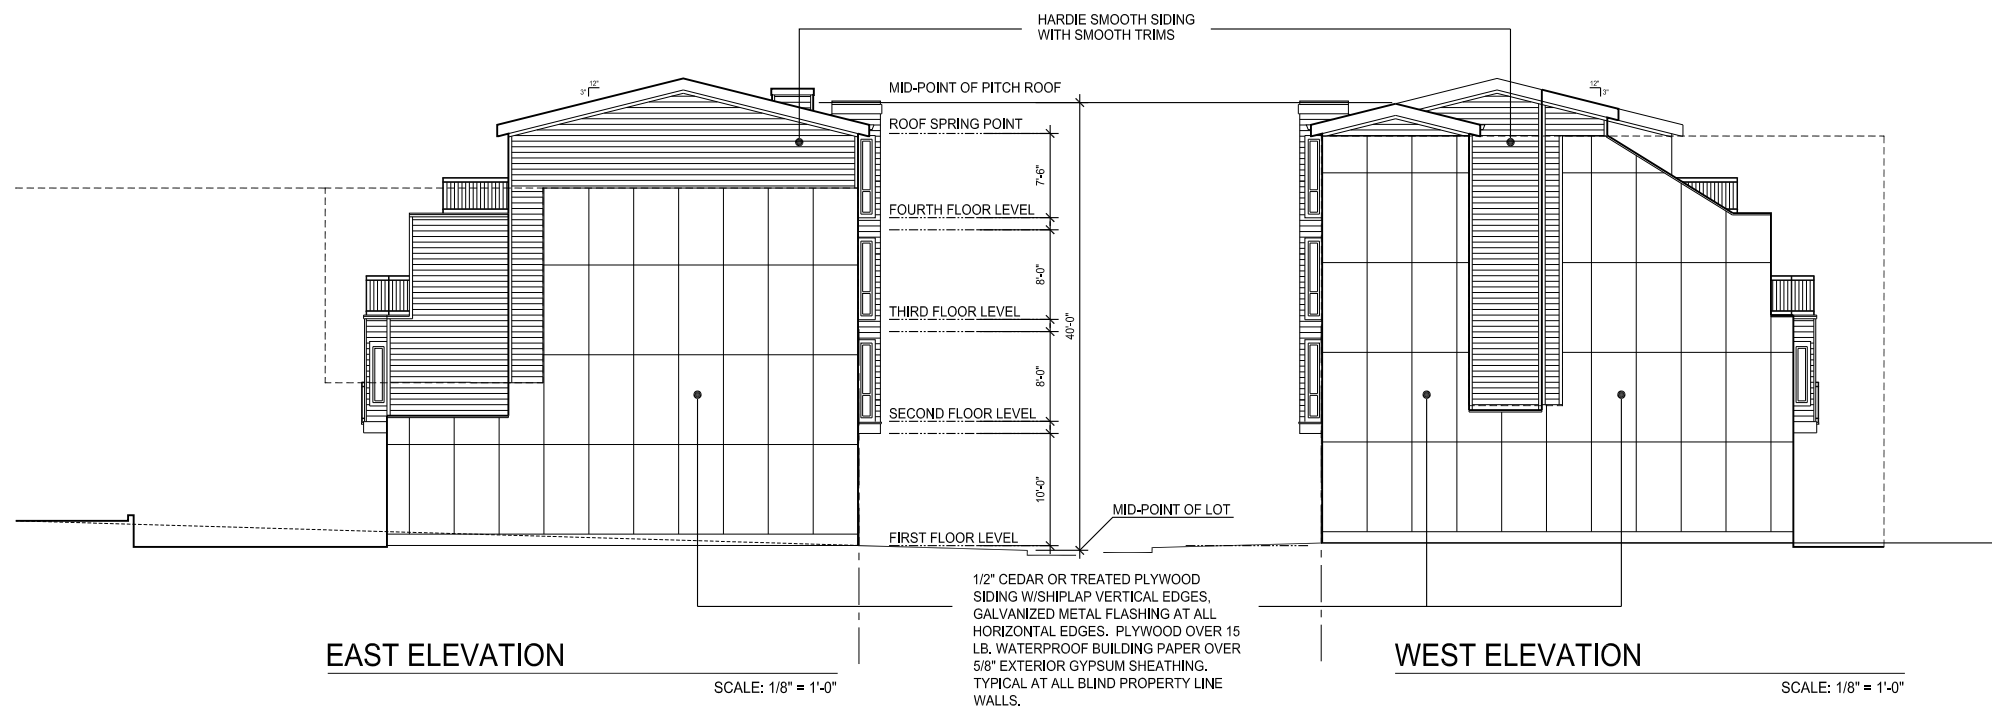 HARDIE SMOOTH SIDING
WITH SMOOTH TRIMS
12"
3"
MID-POINT OF PITCH ROOF
12"
3"
ROOF SPRING POINT
7'-6"
FOURTH FLOOR LEVEL
8'-0"
THIRD FLOOR LEVEL
40'-0"
8'-0"
SECOND FLOOR LEVEL
10'-0"
MID-POINT OF LOT
FIRST FLOOR LEVEL
1/2" CEDAR OR TREATED PLYWOOD
SIDING W/SHIPLAP VERTICAL EDGES,
GALVANIZED METAL FLASHING AT ALL
HORIZONTAL EDGES. PLYWOOD OVER 15
LB. WATERPROOF BUILDING PAPER OVER
5/8" EXTERIOR GYPSUM SHEATHING.
TYPICAL AT ALL BLIND PROPERTY LINE
WALLS.
EAST ELEVATION
SCALE: 1/8" = 1'-0"
WEST ELEVATION
SCALE: 1/8" = 1'-0"